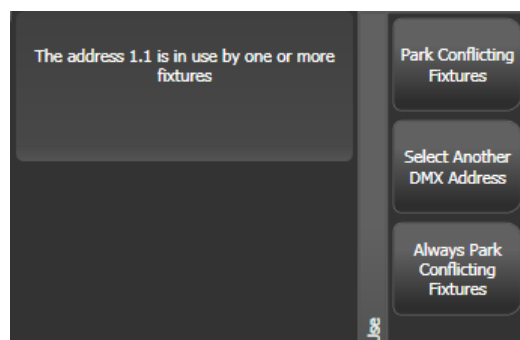 The address 1.1 is in use by one or more
fixtures
Park Conflicting
Fixtures
Select Another
DMX Address
Always Park
Conflicting
Fixtures
Use